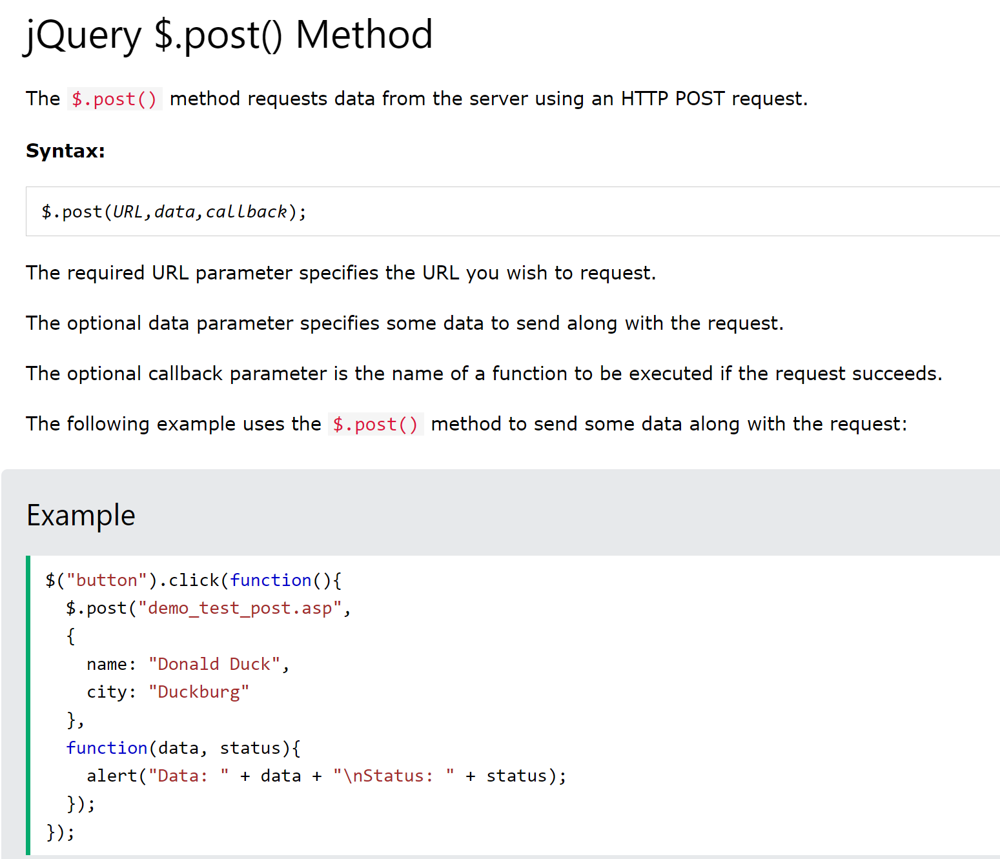 jQuery $.post() Method
The $.post() method requests data from the server using an HTTP POST request.
Syntax:
$.post(URL,data,callback);
The required URL parameter specifies the URL you wish to request.
The optional data parameter specifies some data to send along with the request.
The optional callback parameter is the name of a function to be executed if the request succeeds.
The following example uses the $.post() method to send some data along with the request:
Example
$("button").click(function(){
  $.post("demo_test_post.asp",
  {
    name: "Donald Duck",
    city: "Duckburg"
  },
  function(data, status){
    alert("Data: " + data + "\nStatus: " + status);
  });
});